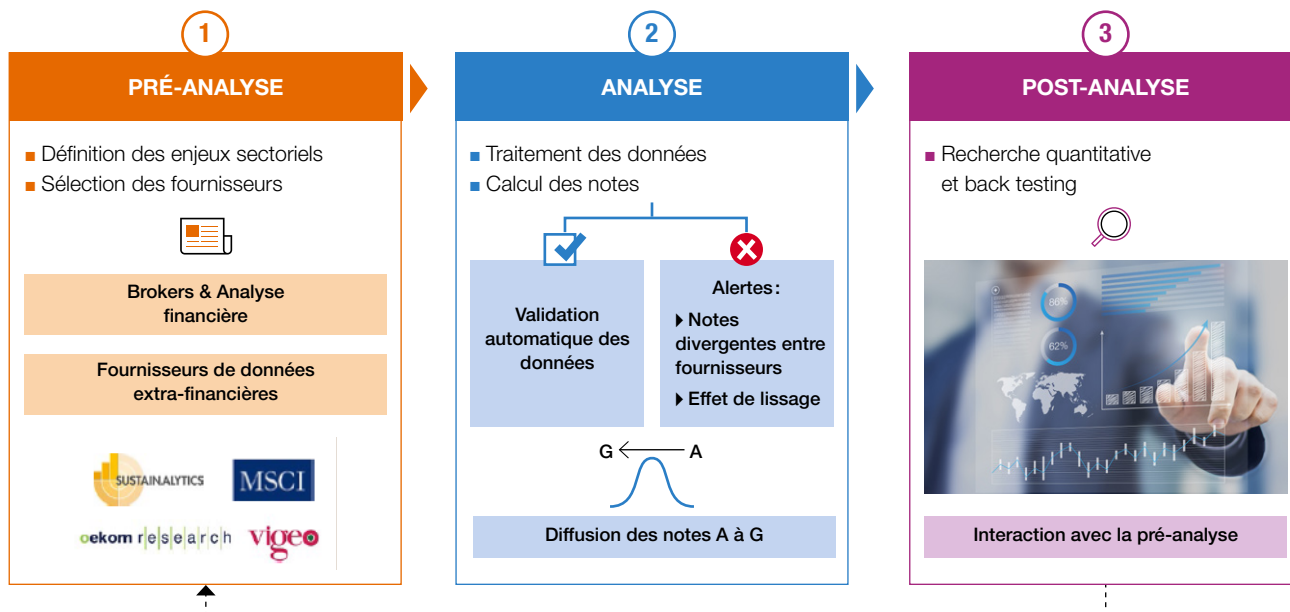 1
PRÉ-ANALYSE
■ Définition des enjeux sectoriels
■ Sélection des fournisseurs
Brokers & Analyse
financière
Fournisseurs de données
extra-financières
SUSTAINALYTICS
MSCI
oekom r|e|s|e|a|r|c|h
vigeo
2
ANALYSE
■ Traitement des données
■ Calcul des notes
Validation
automatique des
données
Alertes :
Notes
divergentes entre
fournisseurs
Effet de lissage
G
A
Diffusion des notes A à G
3
POST-ANALYSE
■ Recherche quantitative
et back testing
86%
62%
Interaction avec la pré-analyse